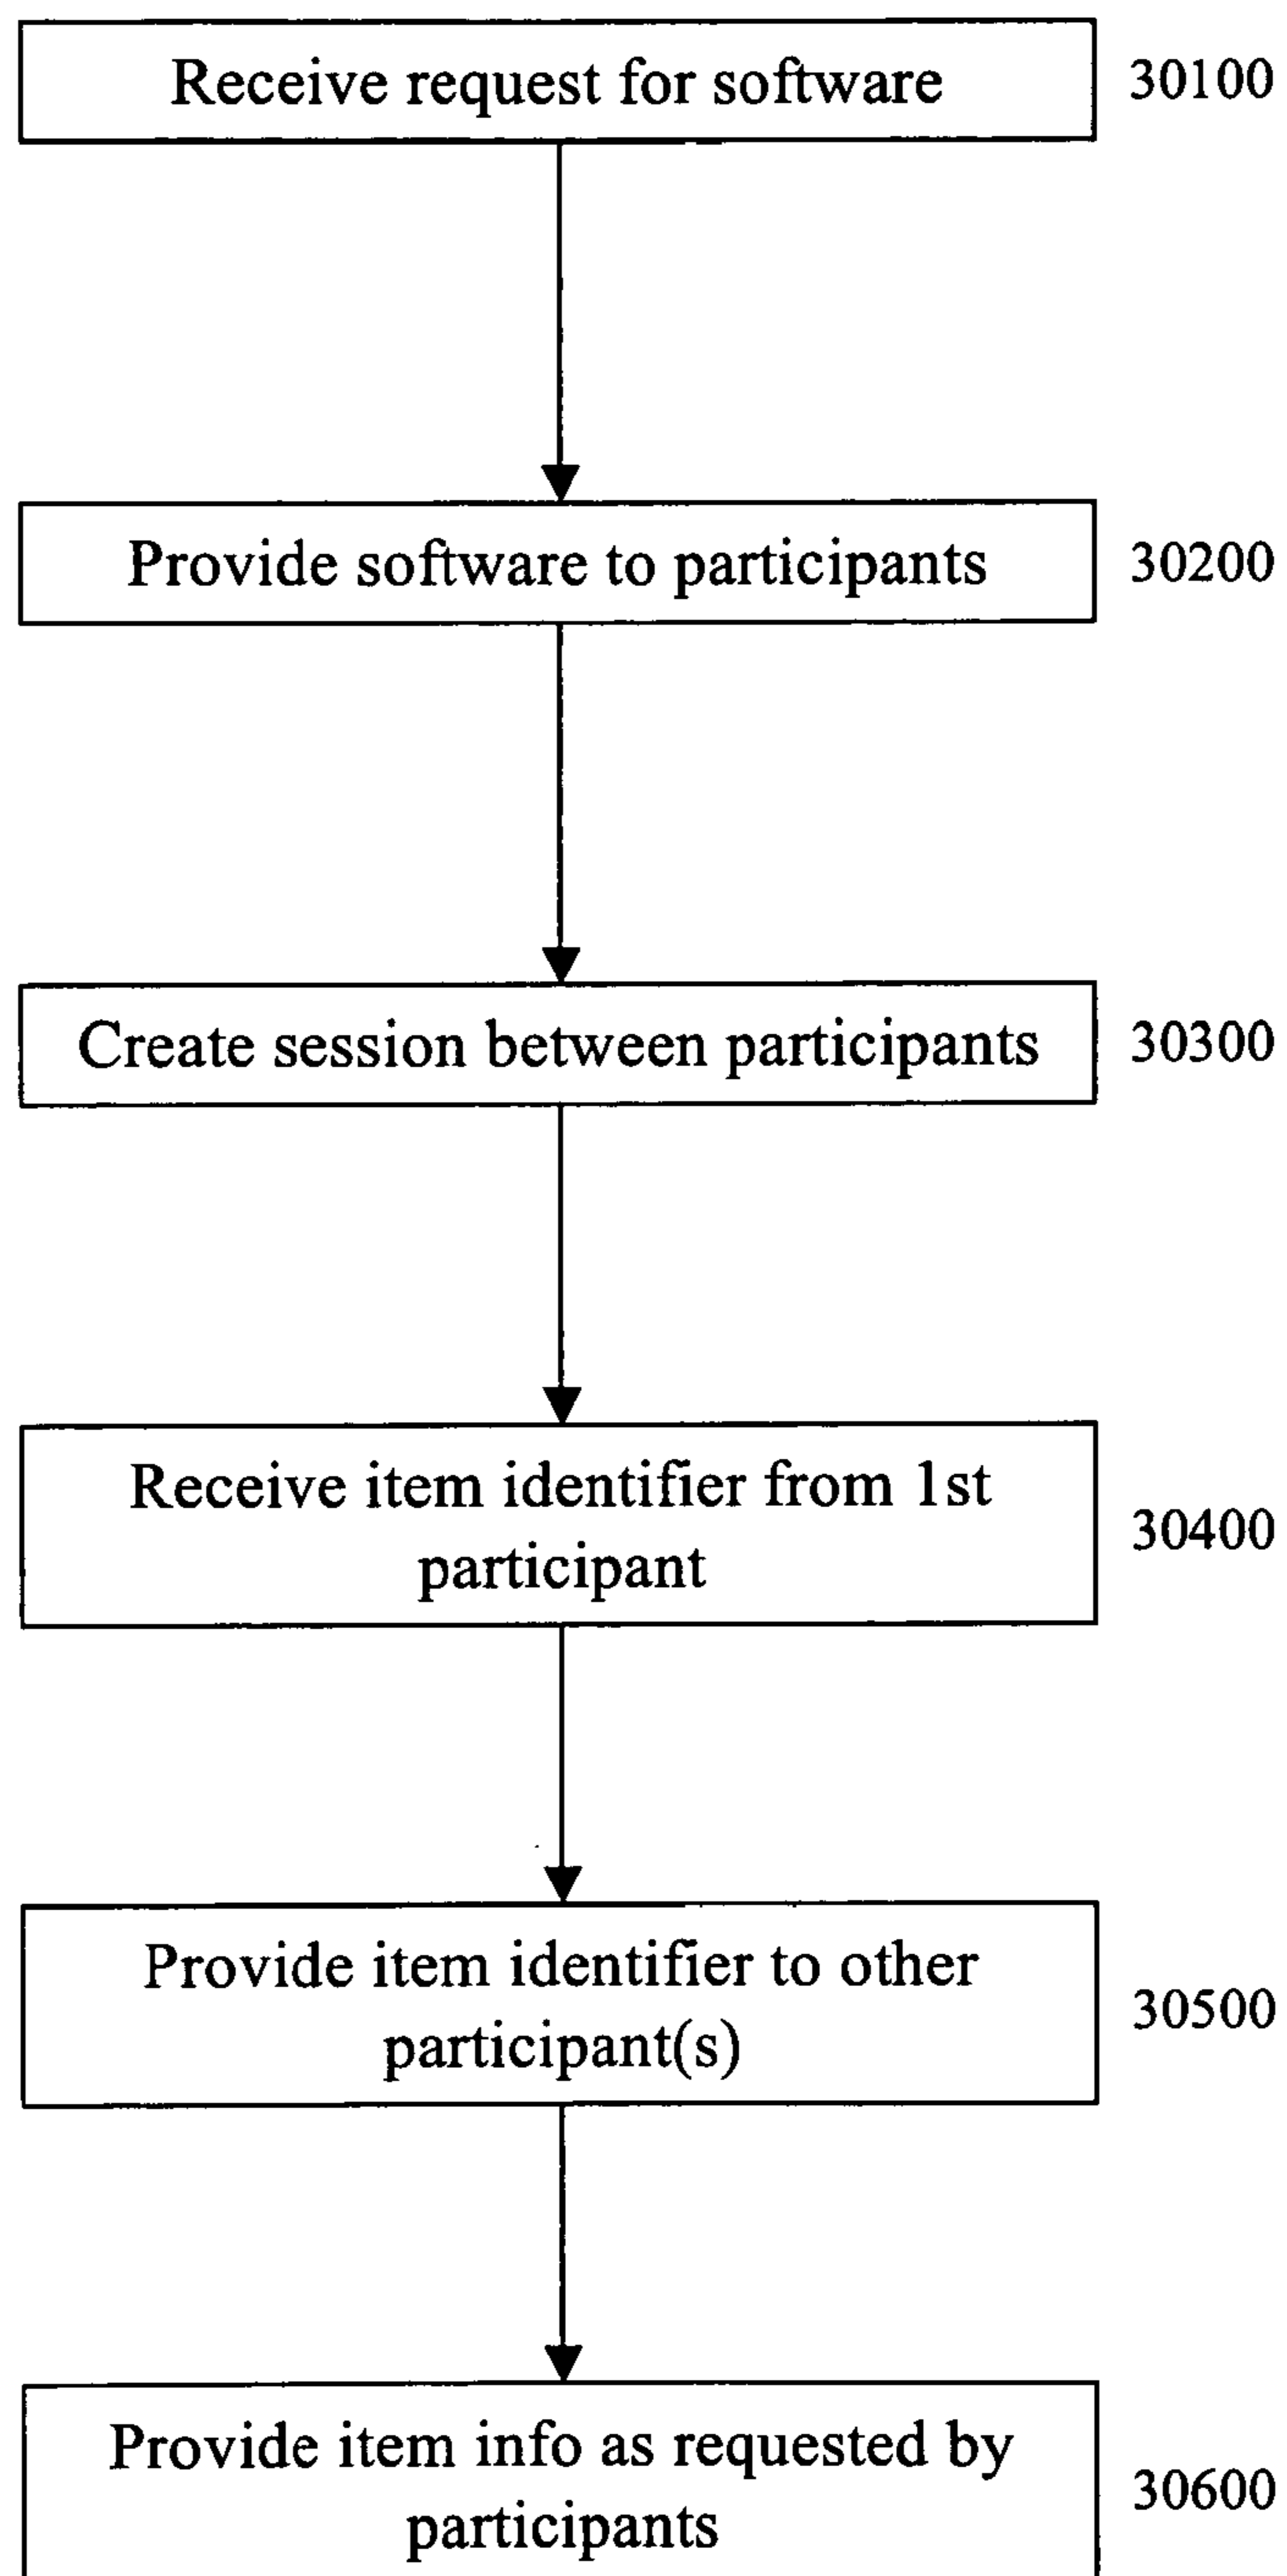 Receive request for software 30100
Provide software to participants 30200
Create session between participants 30300
Receive item identifier from 1st
participant
30400
Provide item identifier to other
participant(s)
30500
Provide item info as requested by
participants
30600